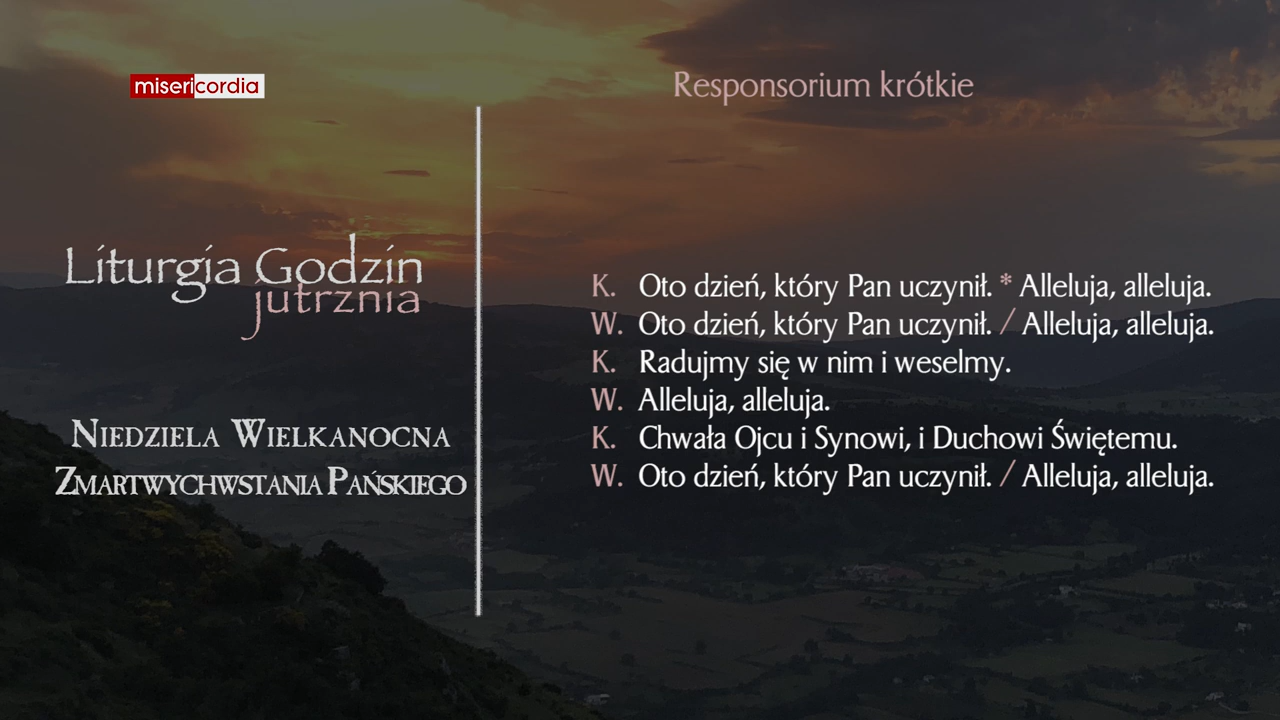 misericordia
Liturgia Godzin
jutrznia
Niedziela Wielkanocna
Zmartwychwstania Pańskiego
Responsorium krótkie
K. Oto dzień, który Pan uczynił. * Alleluja, alleluja.
W. Oto dzień, który Pan uczynił. / Alleluja, alleluja.
K. Radujmy się w nim i weselmy.
W. Alleluja, alleluja.
K. Chwała Ojcu i Synowi, i Duchowi Świętemu.
W. Oto dzień, który Pan uczynił. / Alleluja, alleluja.